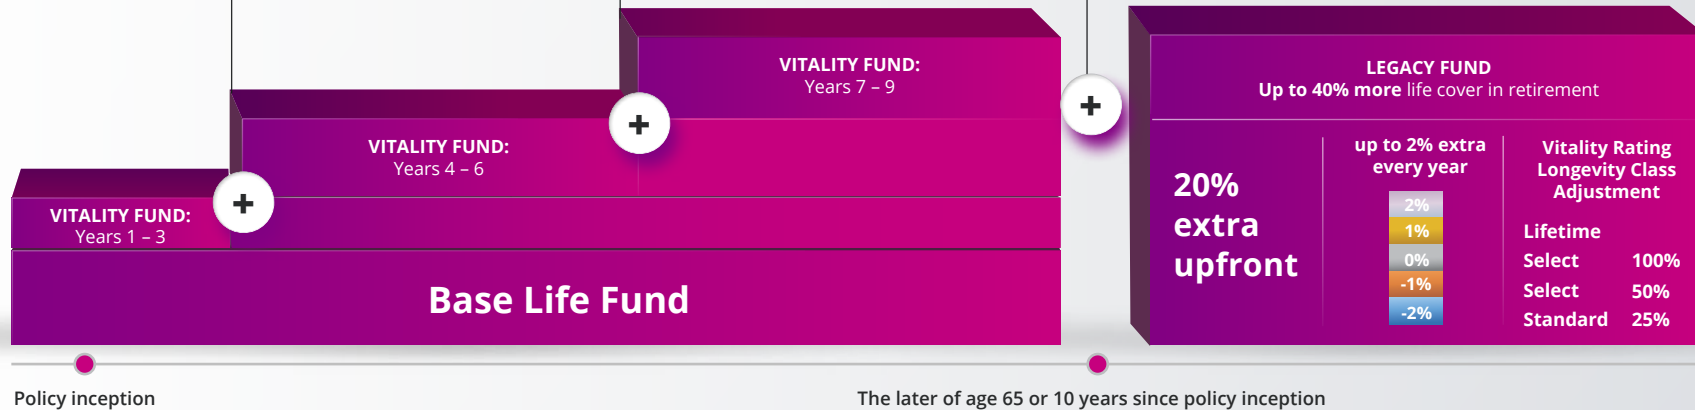 VITALITY FUND:
Years 7 – 9
VITALITY FUND:
Years 4 – 6
VITALITY FUND:
Years 1 – 3
Base Life Fund
LEGACY FUND
Up to 40% more life cover in retirement
20%
extra
upfront
up to 2% extra
every year
2%
1%
0%
-1%
-2%
Vitality Rating
Longevity Class
Adjustment
Lifetime
Select 100%
Select 50%
Standard 25%
Policy inception
The later of age 65 or 10 years since policy inception